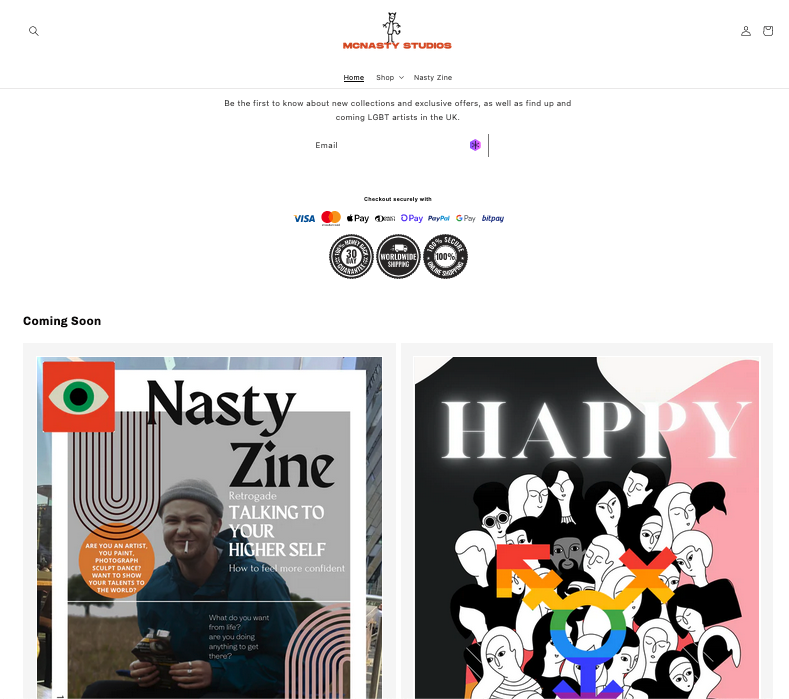 MCNASTY STUDIOS
Home Shop Nasty Zine
Be the first to know about new collections and exclusive offers, as well as find up and
coming LGBT artists in the UK.
Email
Checkout securely with
VISA Pay Pay PayPal G Pay bitpay
100% MONEY BACK
30
DAY
GUARANTEE
WORLDWIDE
SHIPPING
100% SECURE
100%
ONLINE SHOPPING
Coming Soon
Nasty
Zine
Retrogade
TALKING TO
YOUR
HIGHER SELF
How to feel more confident
ARE YOU AN ARTIST,
YOU PAINT,
PHOTOGRAPH
SCULPT DANCE?
WANT TO SHOW
YOUR TALENTS TO
THE WORLD?
What do you want
from life?
are you doing
anything to get
there?
HAPPY